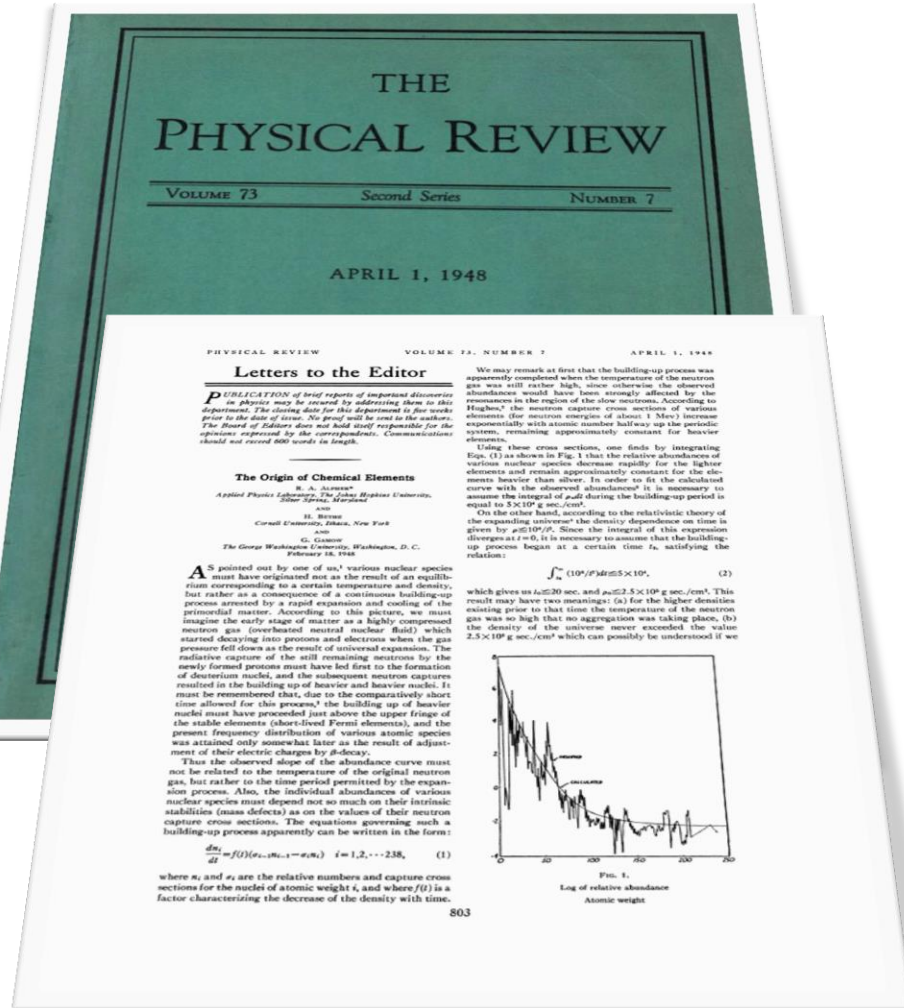 THE
PHYSICAL REVIEW
VOLUME 73 Second Series NUMBER 7
APRIL 1, 1948
PHYSICAL REVIEW VOLUME 73, NUMBER 7 APRIL 1, 1948
Letters to the Editor
PUBLICATION of brief reports of important discoveries
in physics may be secured by addressing them to this
department. The closing date for this department is five weeks
prior to the date of issue. No proof will be sent to the authors.
The Board of Editors does not hold itself responsible for the
opinions expressed by the correspondents. Communications
should not exceed 600 words in length.
The Origin of Chemical Elements
R. A. ALPHER*
Applied Physics Laboratory, The Johns Hopkins University,
Silver Spring, Maryland
AND
H. BETHE
Cornell University, Ithaca, New York
AND
G. GAMOW
The George Washington University, Washington, D. C.
February 18, 1948
AS pointed out by one of us,¹ various nuclear species
must have originated not as the result of an equilib-
rium corresponding to a certain temperature and density,
but rather as a consequence of a continuous building-up
process arrested by a rapid expansion and cooling of the
primordial matter. According to this picture, we must
imagine the early stage of matter as a highly compressed
neutron gas (overheated neutral nuclear fluid) which
started decaying into protons and electrons when the gas
pressure fell down as the result of universal expansion. The
radiative capture of the still remaining neutrons by the
newly formed protons must have led first to the formation
of deuterium nuclei, and the subsequent neutron captures
resulted in the building up of heavier and heavier nuclei. It
must be remembered that, due to the comparatively short
time allowed for this process,¹ the building up of heavier
nuclei must have proceeded just above the upper fringe of
the stable elements (short-lived Fermi elements), and the
present frequency distribution of various atomic species
was attained only somewhat later as the result of adjust-
ment of their electric charges by β-decay.
Thus the observed slope of the abundance curve must
not be related to the temperature of the original neutron
gas, but rather to the time period permitted by the expan-
sion process. Also, the individual abundances of various
nuclear species must depend not so much on their intrinsic
stabilities (mass defects) as on the values of their neutron
capture cross sections. The equations governing such a
building-up process apparently can be written in the form:
dnᵢ/dt=f(t)(σᵢ₋₁nᵢ₋₁−σᵢnᵢ) i=1,2,···238, (1)
where nᵢ and σᵢ are the relative numbers and capture cross
sections for the nuclei of atomic weight i, and where f(t) is a
factor characterizing the decrease of the density with time.
We may remark at first that the building-up process was
apparently completed when the temperature of the neutron
gas was still rather high, since otherwise the observed
abundances would have been strongly affected by the
resonances in the region of the slow neutrons. According to
Hughes,² the neutron capture cross sections of various
elements (for neutron energies of about 1 Mev) increase
exponentially with atomic number halfway up the periodic
system, remaining approximately constant for heavier
elements.
Using these cross sections, one finds by integrating
Eqs. (1) as shown in Fig. 1 that the relative abundances of
various nuclear species decrease rapidly for the lighter
elements and remain approximately constant for the ele-
ments heavier than silver. In order to fit the calculated
curve with the observed abundances³ it is necessary to
assume the integral of ρₙdt during the building-up period is
equal to 5×10⁴ g sec./cm³.
On the other hand, according to the relativistic theory of
the expanding universe⁴ the density dependence on time is
given by ρ≅10⁶/t². Since the integral of this expression
diverges at t=0, it is necessary to assume that the building-
up process began at a certain time t₀, satisfying the
relation:
(2)
which gives us t₀≅20 sec. and ρ₀≅2.5×10⁵ g sec./cm³. This
result may have two meanings: (a) for the higher densities
existing prior to that time the temperature of the neutron
gas was so high that no aggregation was taking place, (b)
the density of the universe never exceeded the value
2.5×10³ g sec./cm³ which can possibly be understood if we
CALCULATED
0 50 100 150 200 250
FIG. 1.
Log of relative abundance
Atomic weight
803